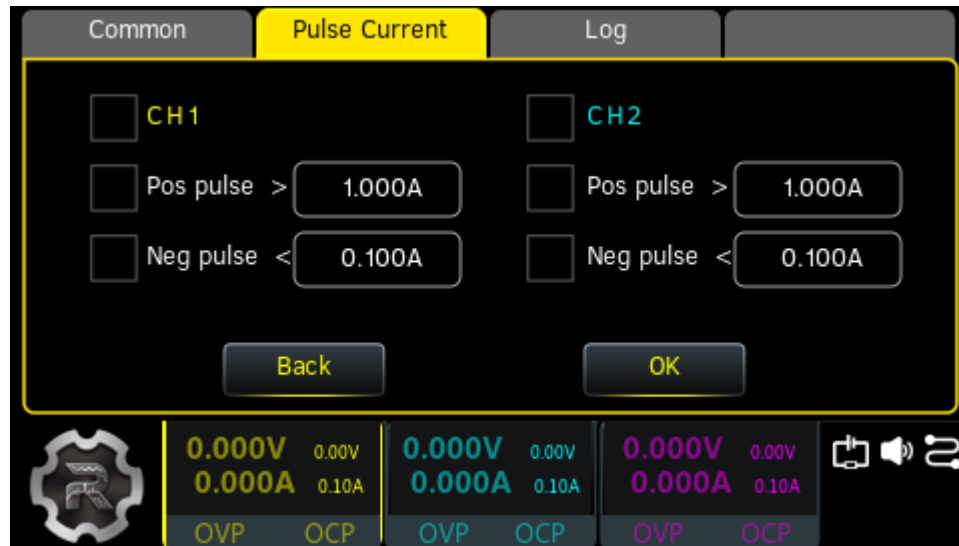 Common Pulse Current Log
CH1 CH2
Pos pulse > 1.000A Pos pulse > 1.000A
Neg pulse < 0.100A Neg pulse < 0.100A
Back OK
0.000V 0.00V 0.000V 0.00V 0.000V 0.00V
0.000A 0.10A 0.000A 0.10A 0.000A 0.10A
OVP OCP OVP OCP OVP OCP